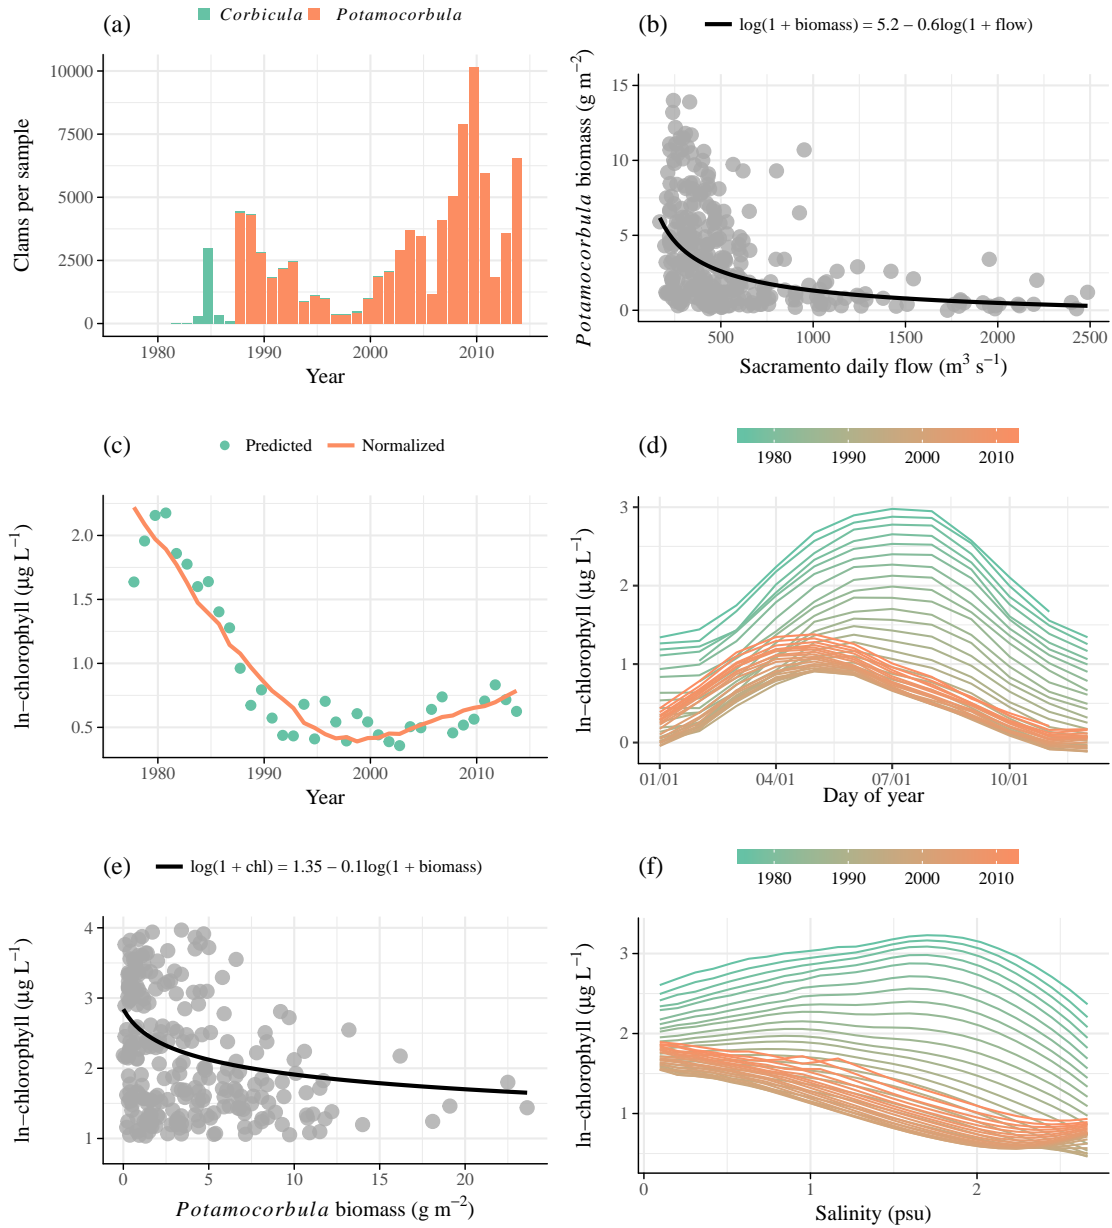 (a) Corbicula Potamocorbula
10000
7500
5000
2500
0
Clams per sample
1980 1990 2000 2010
Year
(b) log(1 + biomass) = 5.2 − 0.6log(1 + flow)
15
10
5
0
Potamocorbula biomass (g m⁻²)
500 1000 1500 2000 2500
Sacramento daily flow (m³ s⁻¹)
(c) Predicted Normalized
2.0
1.5
1.0
0.5
ln−chlorophyll (μg L⁻¹)
1980 1990 2000 2010
Year
(d)
1980 1990 2000 2010
3
2
1
0
ln−chlorophyll (μg L⁻¹)
01/01 04/01 07/01 10/01
Day of year
(e) log(1 + chl) = 1.35 − 0.1log(1 + biomass)
4
3
2
1
ln−chlorophyll (μg L⁻¹)
0 5 10 15 20
Potamocorbula biomass (g m⁻²)
(f)
1980 1990 2000 2010
3
2
1
ln−chlorophyll (μg L⁻¹)
0 1 2
Salinity (psu)